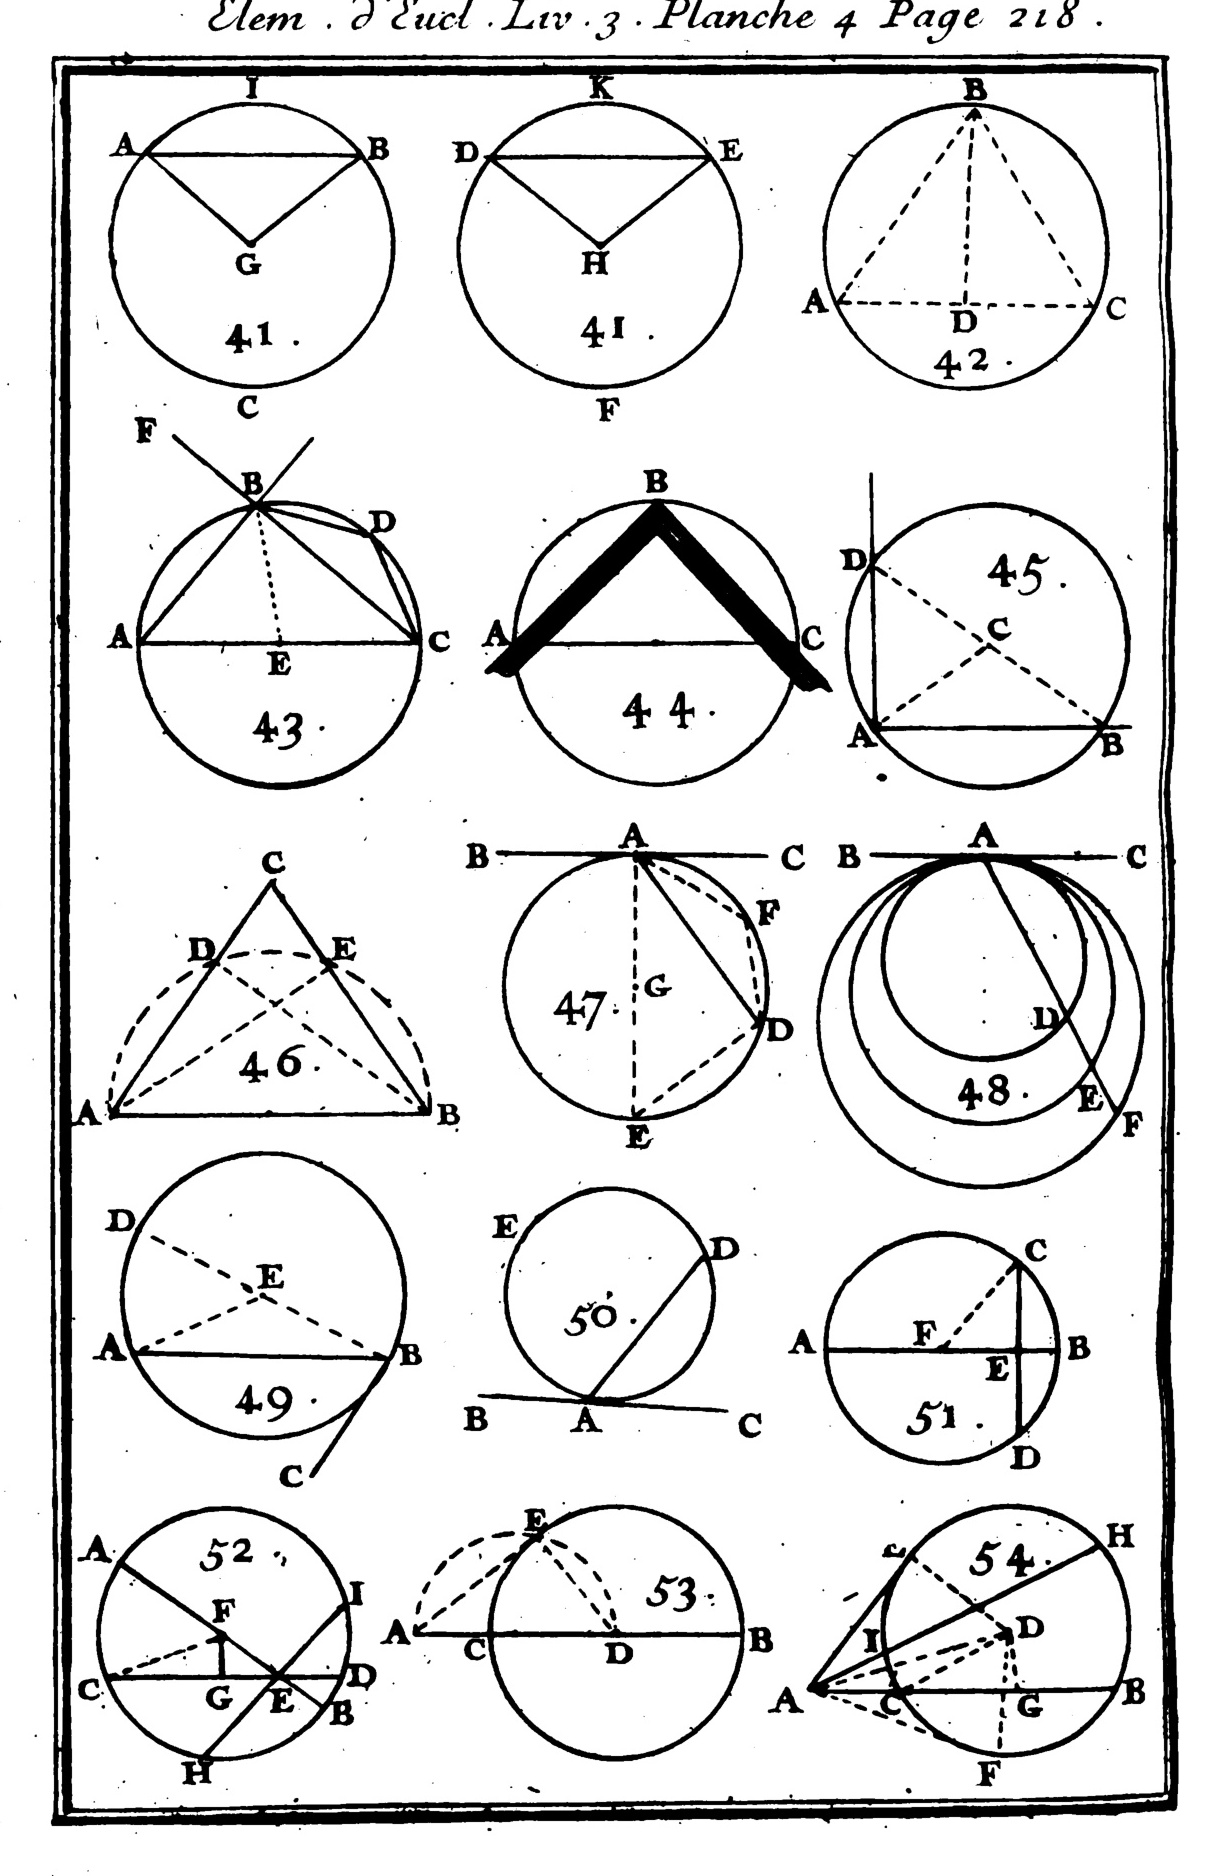 Elem . d'Eucl . Liv . 3 . Planche 4 Page 218 .
I K B
A B D E
G H
A D C
41 . 41 . 42 .
C F
F
B D B D 45 .
C
A E C A C
43 . 44 . A B
C B A C B A C
D E F
47 . G D
46 . D 48 . E
A B E F
D E D C
E 50 . A F E B
A B
49 . B A C 51 .
C D
A 52 . E 54 . H
F I 53 . D
A C D B I
C G E D B A C G B
H F